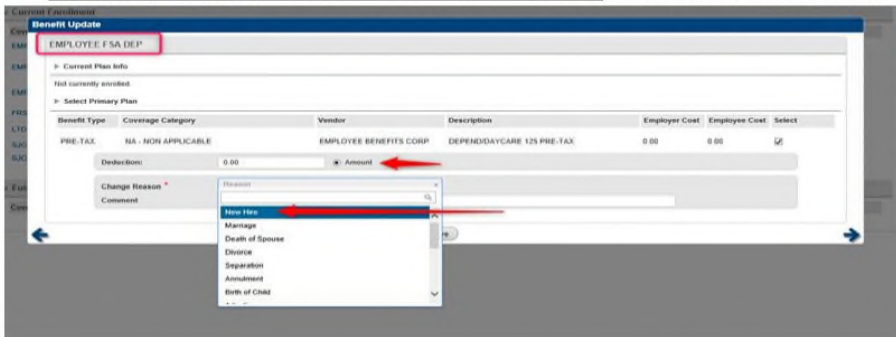 Current Enrollment
Benefit Update
EMPLOYEE FSA DEP
Current Plan Info
Not currently enrolled
Select Primary Plan
Benefit Type Coverage Category Vendor Description Employer Cost Employee Cost Select
PRE-TAX NA - NON APPLICABLE EMPLOYEE BENEFITS CORP DEPEND/DAYCARE 125 PRE-TAX 0.00 0.00
Deduction: 0.00 Amount
Change Reason * Reason
Comment
New Hire
Marriage
Death of Spouse
Divorce
Separation
Annulment
Birth of Child